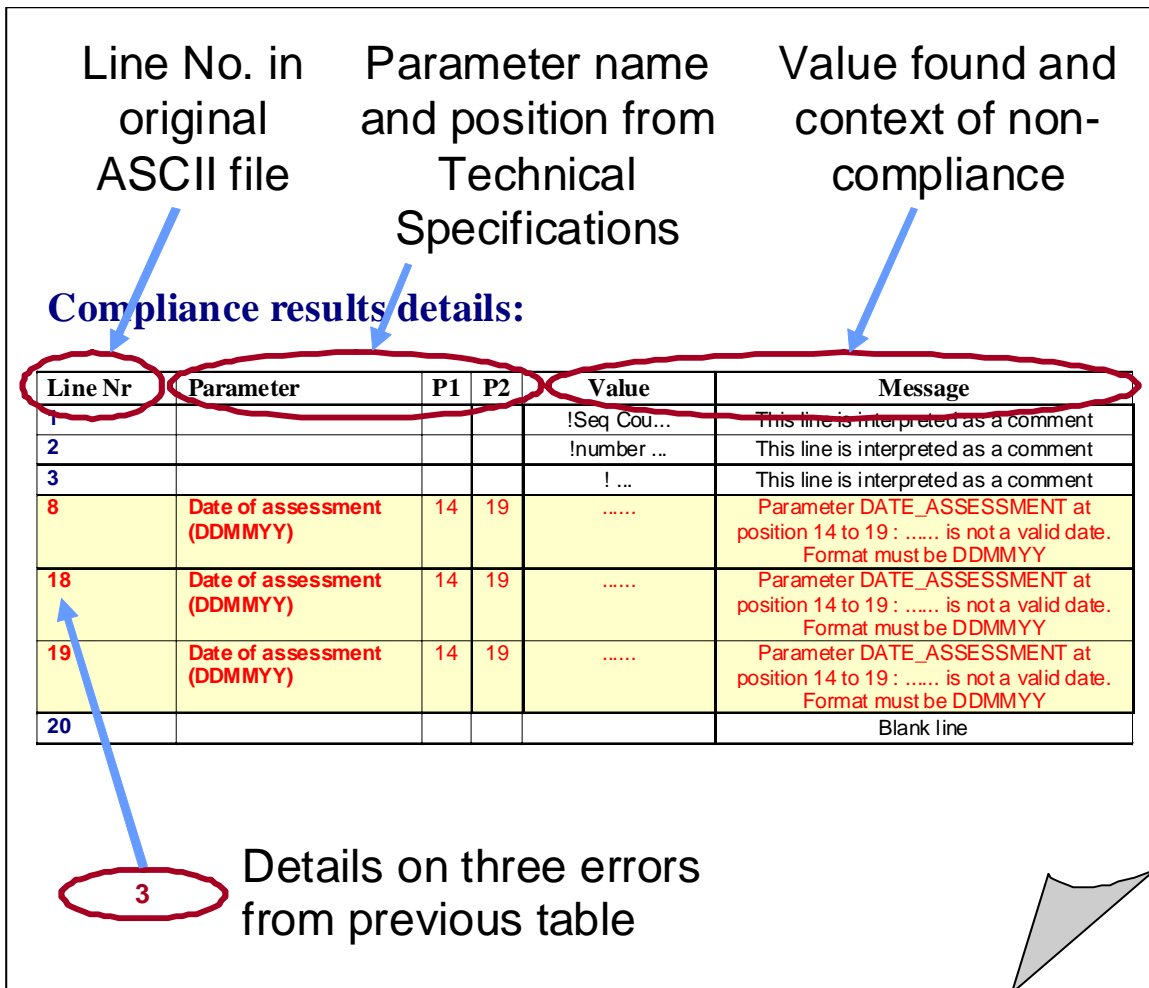 Line No. in
original
ASCII file
Parameter name
and position from
Technical
Specifications
Value found and
context of non-
compliance
Compliance results details:
Line Nr Parameter P1 P2 Value Message
1 !Seq Cou... This line is interpreted as a comment
2 !number ... This line is interpreted as a comment
3 ! ... This line is interpreted as a comment
8 Date of assessment 14 19 ...... Parameter DATE_ASSESSMENT at
(DDMMYY) position 14 to 19 : ...... is not a valid date.
Format must be DDMMYY
18 Date of assessment 14 19 ...... Parameter DATE_ASSESSMENT at
(DDMMYY) position 14 to 19 : ...... is not a valid date.
Format must be DDMMYY
19 Date of assessment 14 19 ...... Parameter DATE_ASSESSMENT at
(DDMMYY) position 14 to 19 : ...... is not a valid date.
Format must be DDMMYY
20 Blank line
3
Details on three errors
from previous table